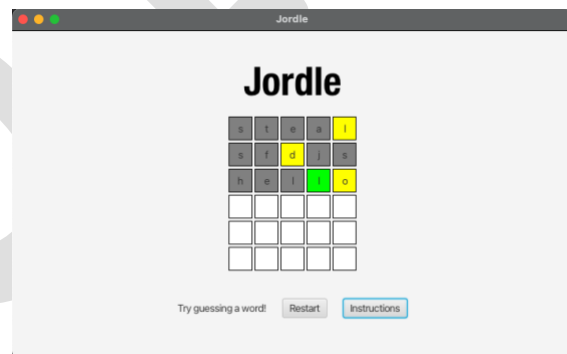 Jordle
Jordle
s t e a l
s f d j s
h e l l o
Try guessing a word! Restart Instructions